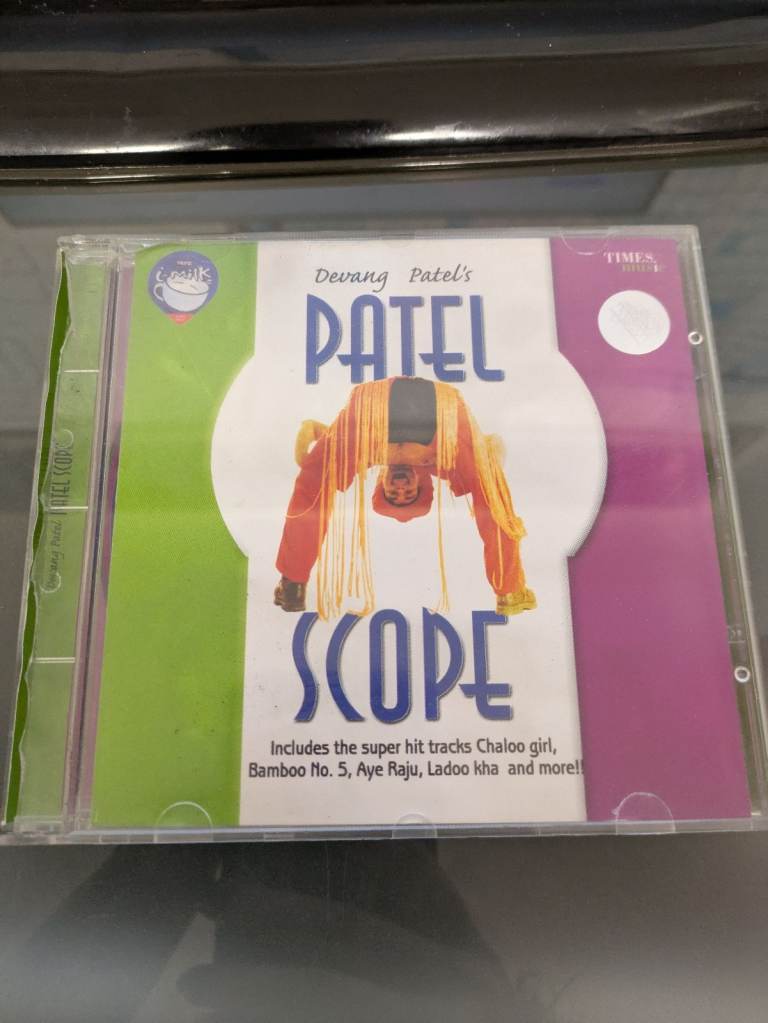 i-milk
TIMES
music
Devang Patel's
PATEL
SCOPE
Includes the super hit tracks Chaloo girl,
Bamboo No. 5, Aye Raju, Ladoo kha and more!!
Devang Patel PATEL SCOPE